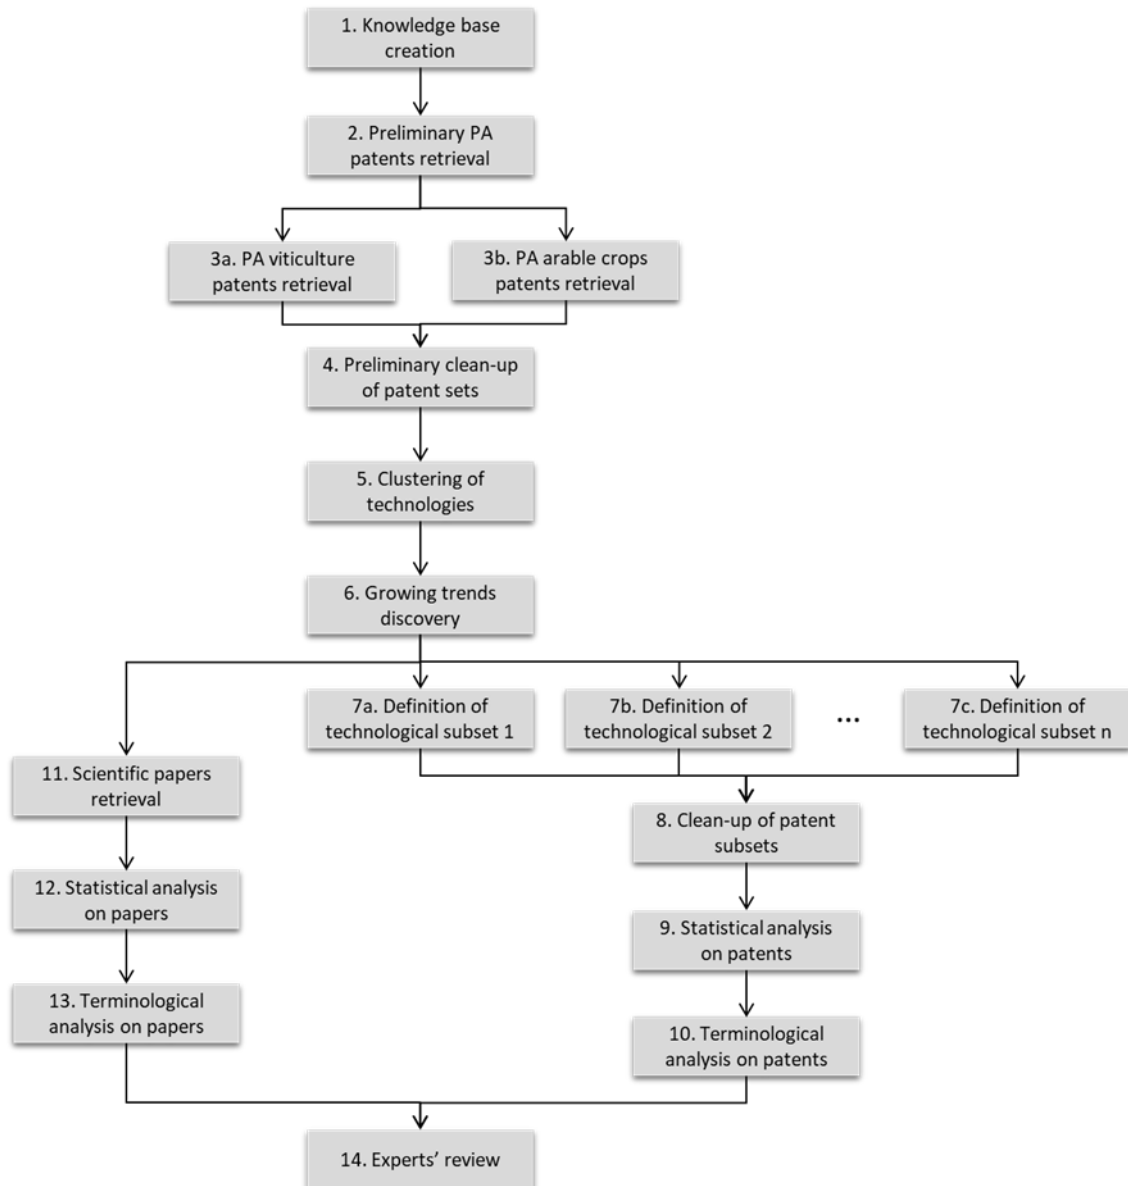 1. Knowledge base
creation
2. Preliminary PA
patents retrieval
3a. PA viticulture
patents retrieval
3b. PA arable crops
patents retrieval
4. Preliminary clean-up
of patent sets
5. Clustering of
technologies
6. Growing trends
discovery
7a. Definition of
technological subset 1
7b. Definition of
technological subset 2
...
7c. Definition of
technological subset n
11. Scientific papers
retrieval
8. Clean-up of patent
subsets
12. Statistical analysis
on papers
9. Statistical analysis
on patents
13. Terminological
analysis on papers
10. Terminological
analysis on patents
14. Experts’ review